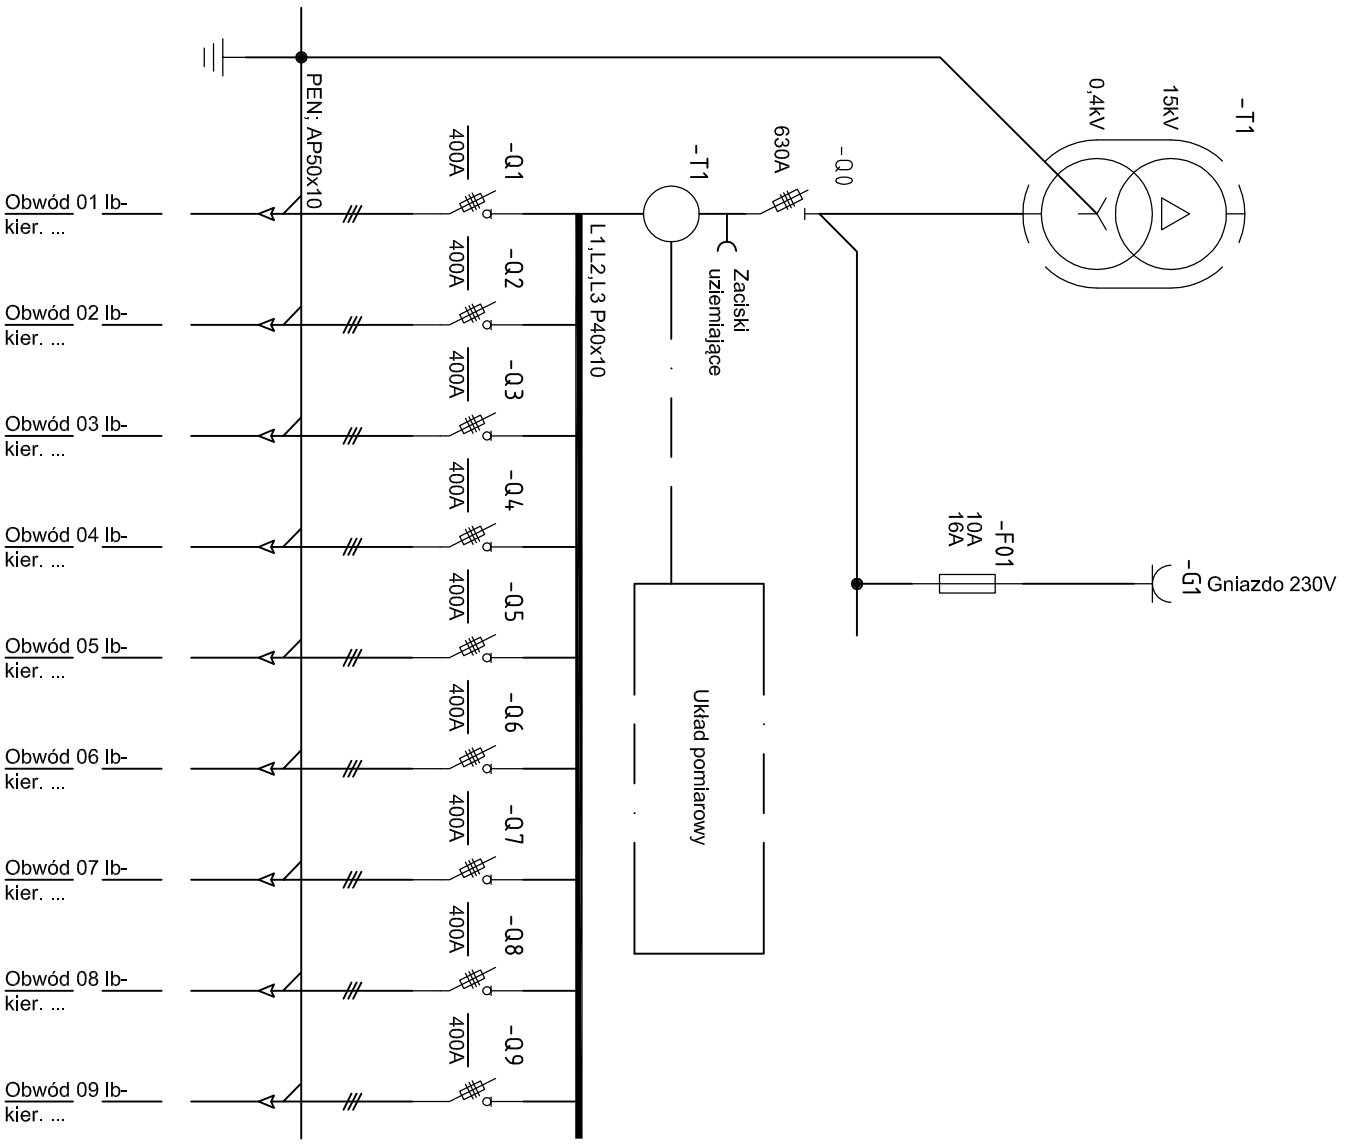 -T1
15kV
0,4kV
-Q0
630A
-T1
Zaciski
uziemiające
PEN; AP50x10
L1,L2,L3 P40x10
-F01
10A
16A
-G1
Gniazdo 230V
Układ pomiarowy
-Q1
400A
Obwód 01 Ib-
kier. ...
-Q2
400A
Obwód 02 Ib-
kier. ...
-Q3
400A
Obwód 03 Ib-
kier. ...
-Q4
400A
Obwód 04 Ib-
kier. ...
-Q5
400A
Obwód 05 Ib-
kier. ...
-Q6
400A
Obwód 06 Ib-
kier. ...
-Q7
400A
Obwód 07 Ib-
kier. ...
-Q8
400A
Obwód 08 Ib-
kier. ...
-Q9
400A
Obwód 09 Ib-
kier. ...